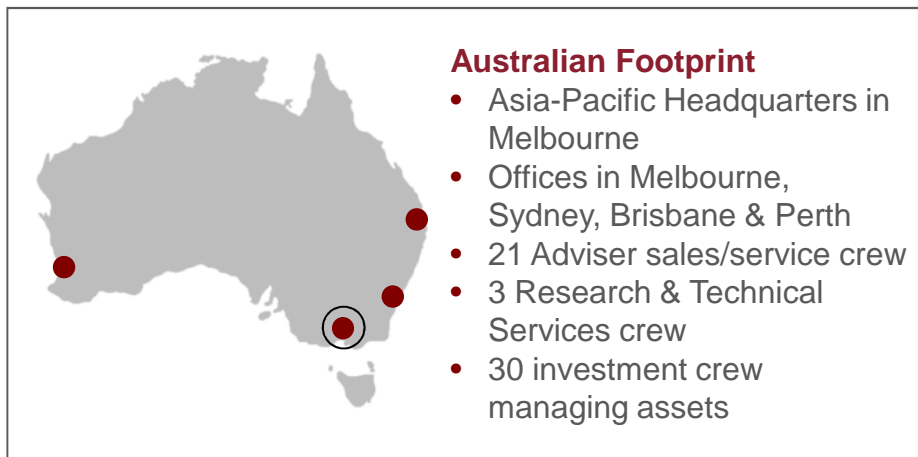 Australian Footprint
• Asia-Pacific Headquarters in
Melbourne
• Offices in Melbourne,
Sydney, Brisbane & Perth
• 21 Adviser sales/service crew
• 3 Research & Technical
Services crew
• 30 investment crew
managing assets